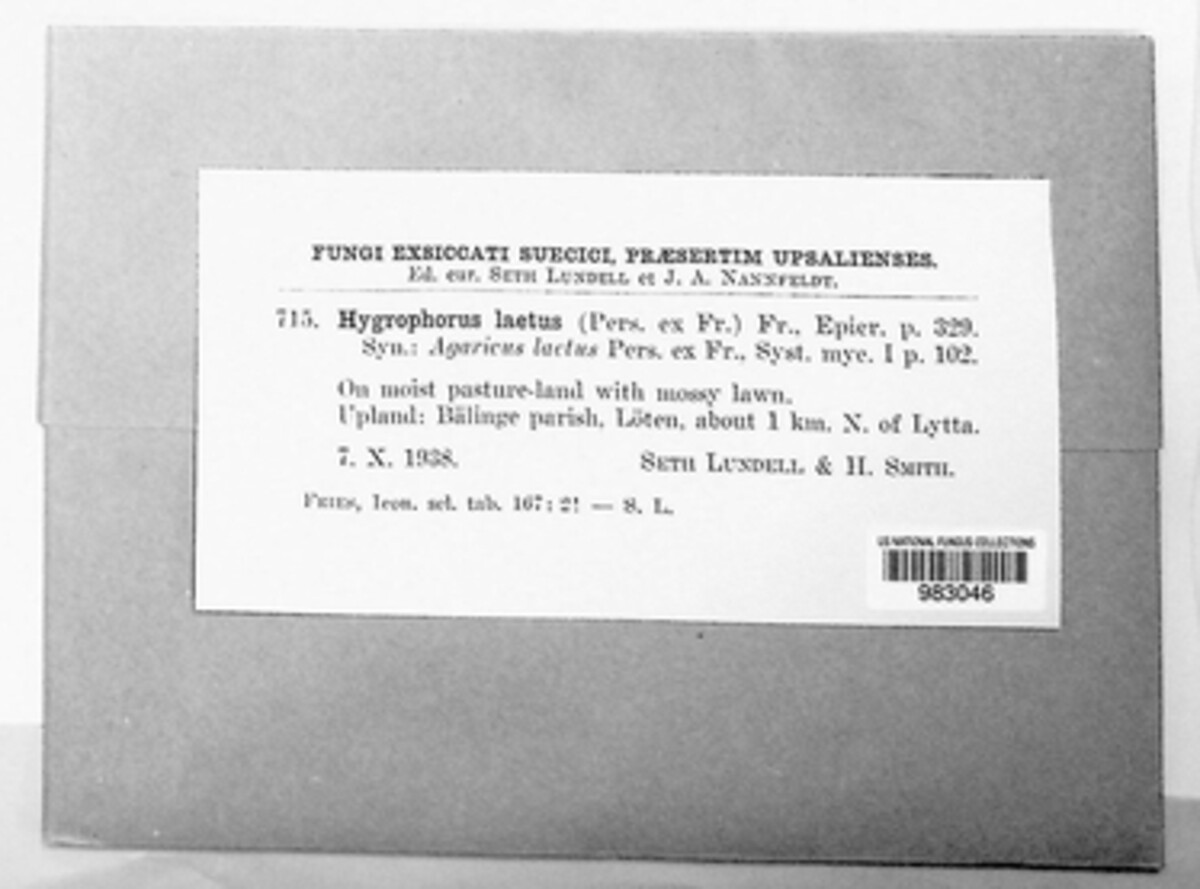 FUNGI EXSICCATI SUECICI, PRÆSERTIM UPSALIENSES.
Ed. cur. SETH LUNDELL et J. A. NANNFELDT.
715. Hygrophorus laetus (Pers. ex Fr.) Fr., Epicr. p. 329.
Syn.: Agaricus laetus Pers. ex Fr., Syst. myc. I p. 102.
On moist pasture-land with mossy lawn.
Upland: Bälinge parish, Löten, about 1 km. N. of Lytta.
7. X. 1938.
SETH LUNDELL & H. SMITH.
FRIES, Icon. sel. tab. 167: 2! — S. L.
US NATIONAL FUNGUS COLLECTIONS
983046